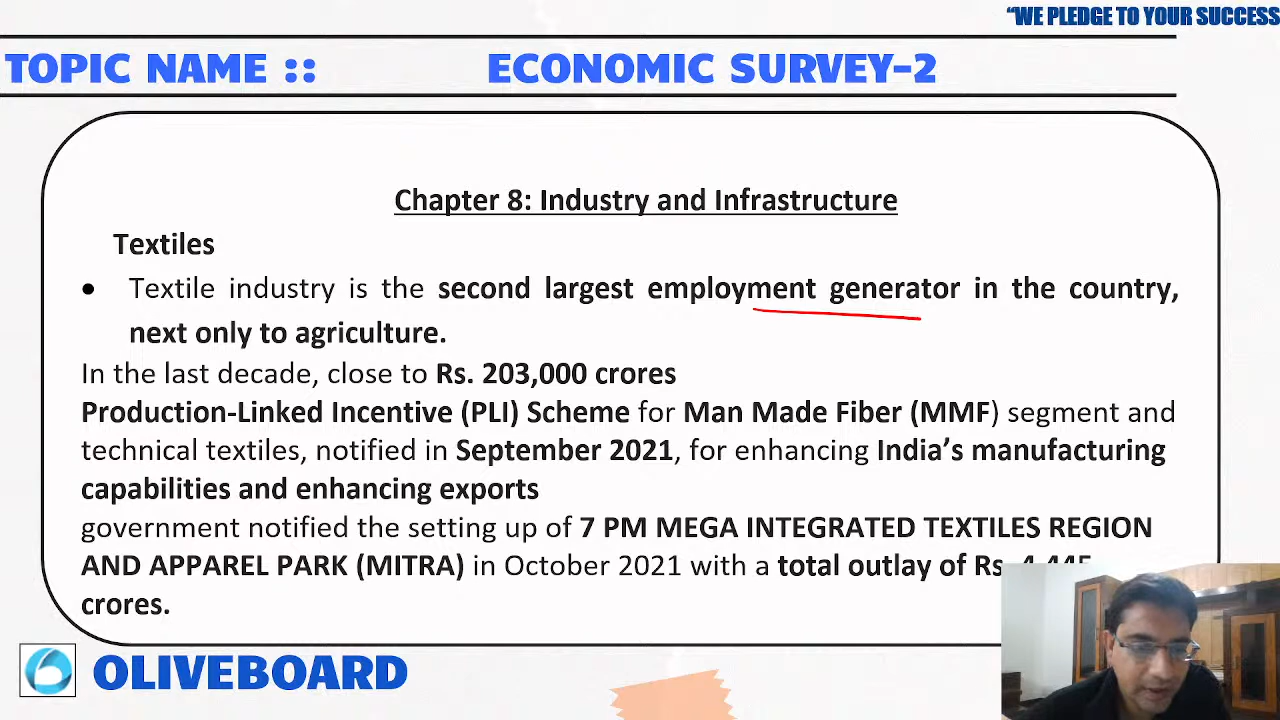 “WE PLEDGE TO YOUR SUCCESS
TOPIC NAME :: ECONOMIC SURVEY-2
Chapter 8: Industry and Infrastructure
Textiles
• Textile industry is the second largest employment generator in the country,
next only to agriculture.
In the last decade, close to Rs. 203,000 crores
Production-Linked Incentive (PLI) Scheme for Man Made Fiber (MMF) segment and
technical textiles, notified in September 2021, for enhancing India’s manufacturing
capabilities and enhancing exports
government notified the setting up of 7 PM MEGA INTEGRATED TEXTILES REGION
AND APPAREL PARK (MITRA) in October 2021 with a total outlay of Rs.
crores.
OLIVEBOARD